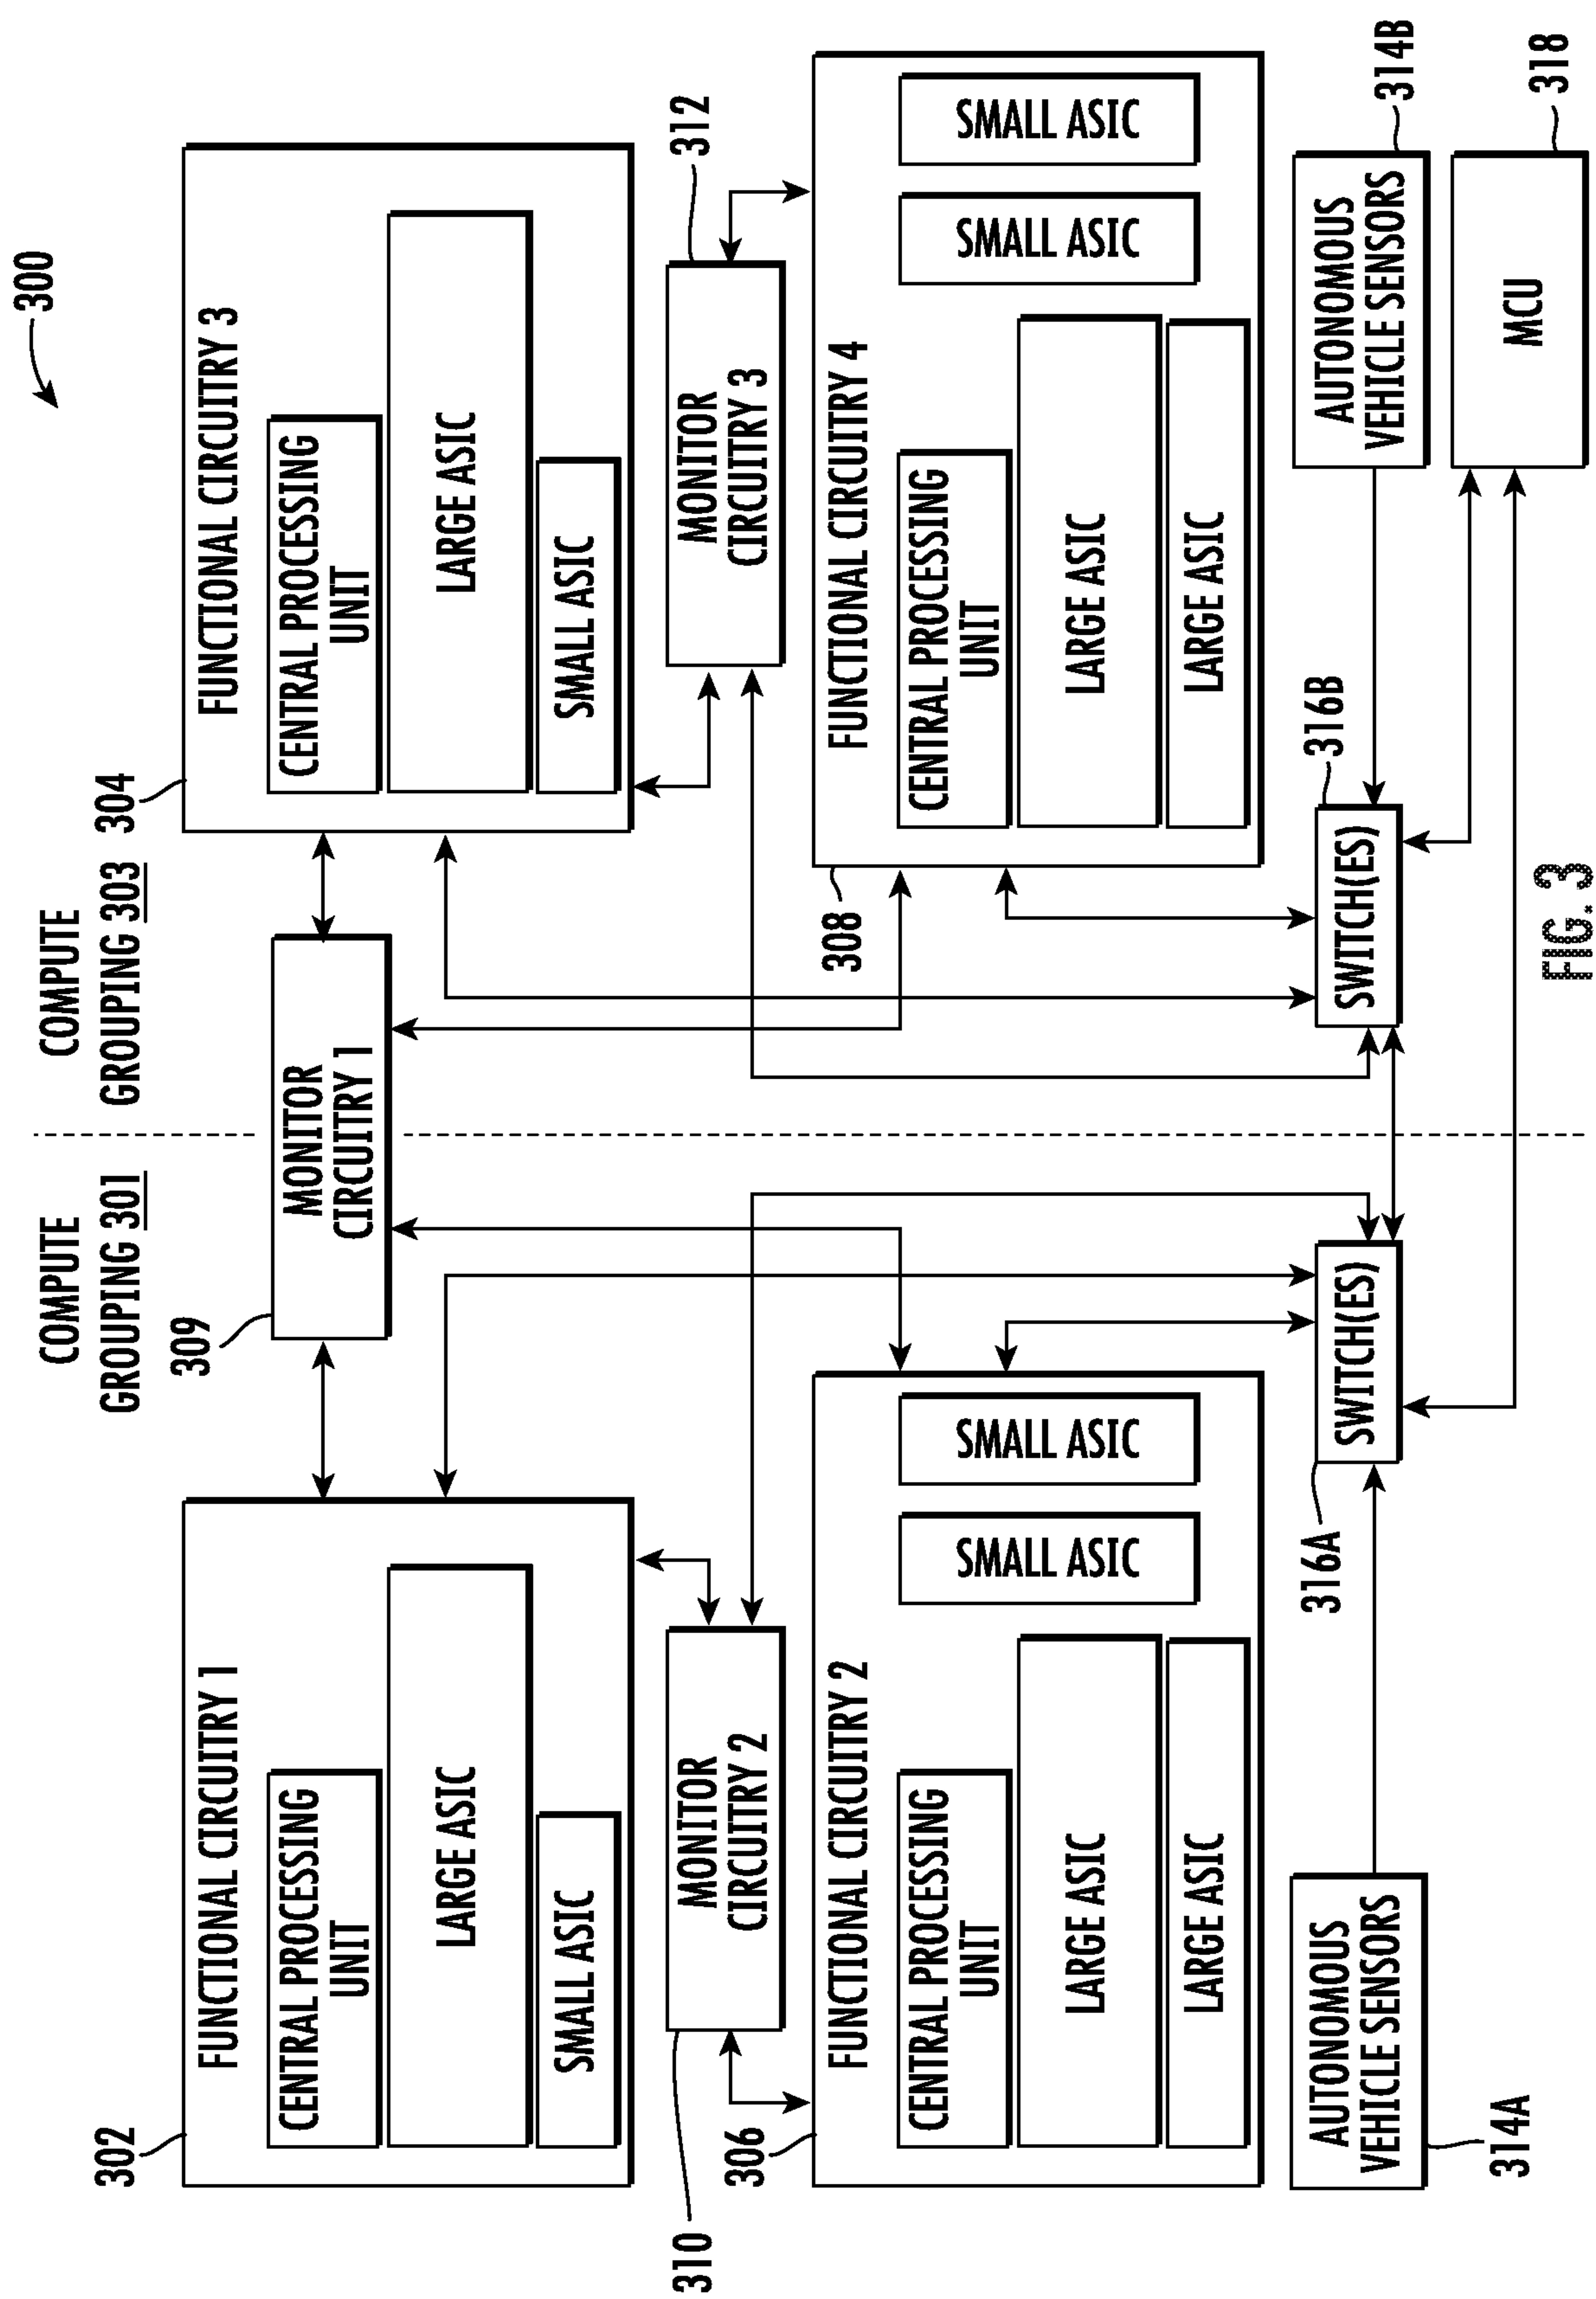 300
COMPUTE
GROUPING 301
COMPUTE
GROUPING 303
302
FUNCTIONAL CIRCUITRY 1
CENTRAL PROCESSING
UNIT
LARGE ASIC
SMALL ASIC
309
MONITOR
CIRCUITRY 1
304
FUNCTIONAL CIRCUITRY 3
CENTRAL PROCESSING
UNIT
LARGE ASIC
SMALL ASIC
310
MONITOR
CIRCUITRY 2
312
MONITOR
CIRCUITRY 3
306
FUNCTIONAL CIRCUITRY 2
CENTRAL PROCESSING
UNIT
LARGE ASIC
LARGE ASIC
SMALL ASIC
SMALL ASIC
308
FUNCTIONAL CIRCUITRY 4
CENTRAL PROCESSING
UNIT
LARGE ASIC
LARGE ASIC
SMALL ASIC
SMALL ASIC
AUTONOMOUS
VEHICLE SENSORS
314A
316A
SWITCH(ES)
316B
SWITCH(ES)
AUTONOMOUS
VEHICLE SENSORS
314B
MCU
318
FIG. 3